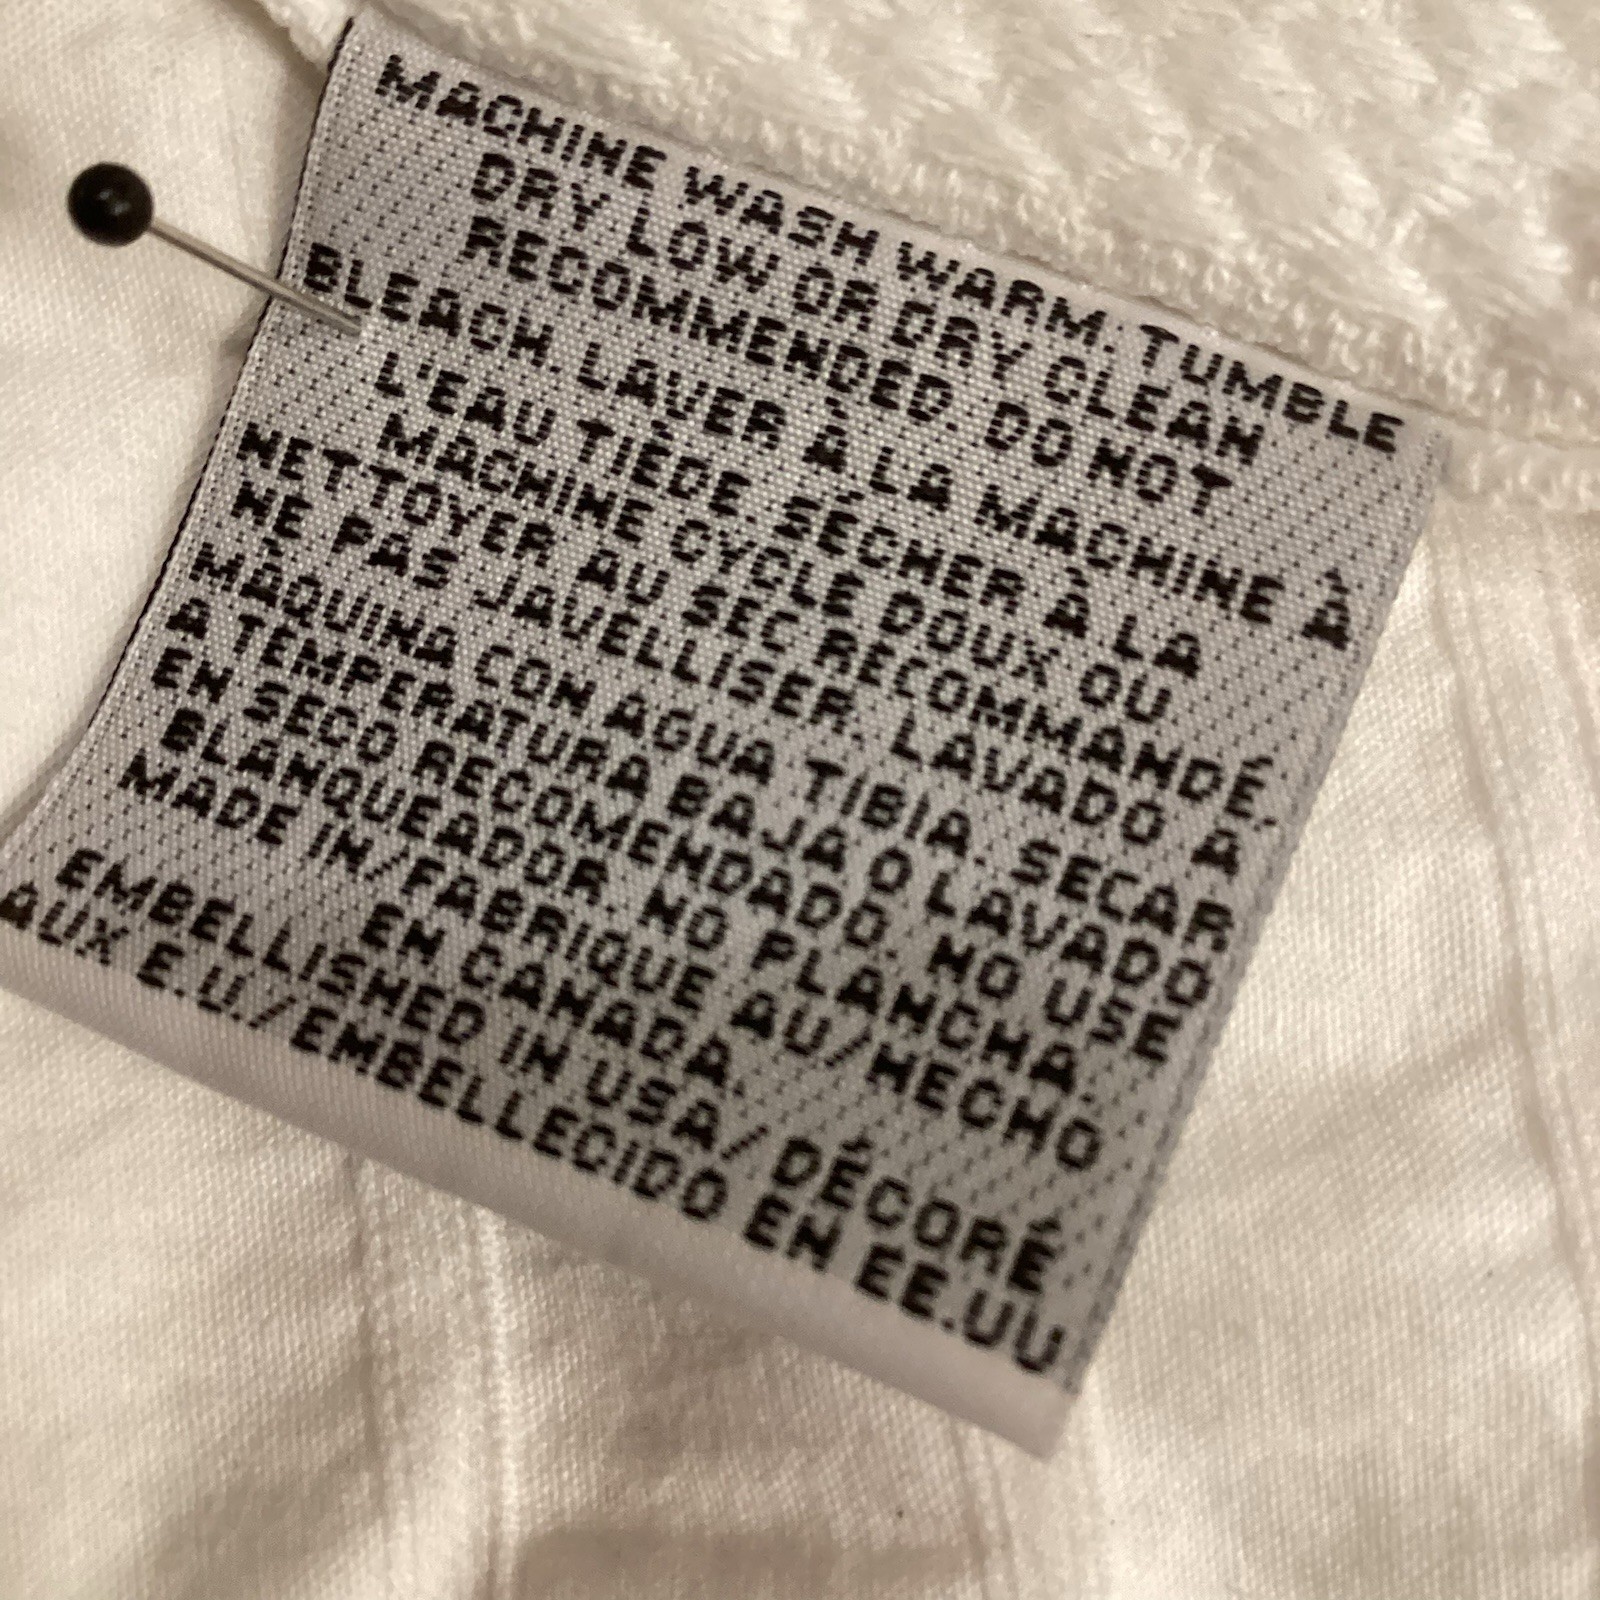 MACHINE WASH WARM. TUMBLE
DRY LOW OR DRY CLEAN
RECOMMENDED. DO NOT
BLEACH. LAVER À LA MACHINE À
L'EAU TIÈDE. SÉCHER À LA
MACHINE CYCLE DOUX OU
NETTOYER AU SEC RECOMMANDÉ.
NE PAS JAVELLISER. LAVADO A
MÁQUINA CON AGUA TIBIA. SECAR
A TEMPERATURA BAJA O LAVADO
EN SECO RECOMENDADO. NO USE
BLANQUEADOR. NO PLANCHA.
MADE IN/FABRIQUE AU/HECHO
EN CANADA.
EMBELLISHED IN USA/DÉCORÉ
AUX E.U./EMBELLECIDO EN EE.UU